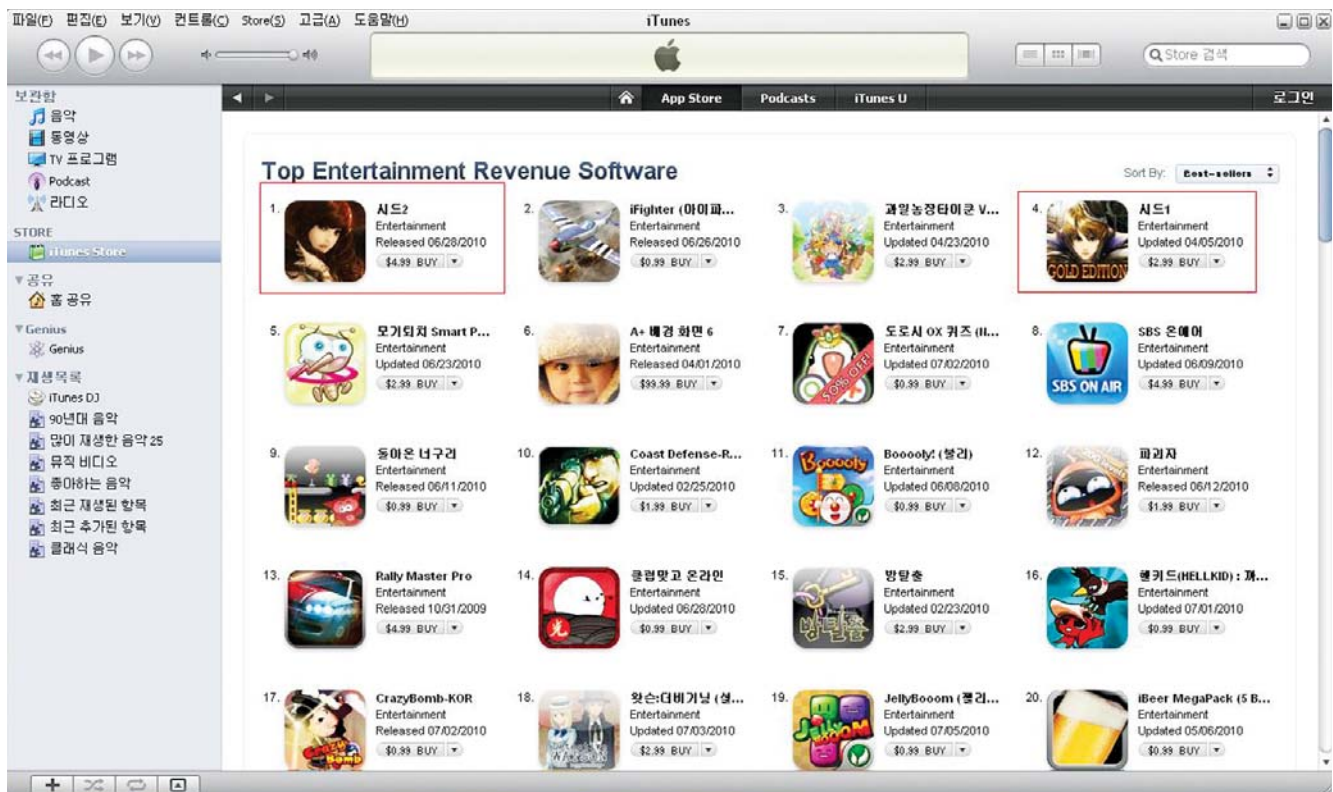 파일(F) 편집(E) 보기(V) 컨트롤(C) Store(S) 고급(A) 도움말(H)
iTunes
Store 검색
보관함
음악
동영상
TV 프로그램
Podcast
라디오
STORE
iTunes Store
공유
홈 공유
Genius
Genius
재생목록
iTunes DJ
90년대 음악
많이 재생한 음악 25
뮤직 비디오
좋아하는 음악
최근 재생된 항목
최근 추가된 항목
클래식 음악
App Store Podcasts iTunes U 로그인
Top Entertainment Revenue Software
Sort By: Best-sellers
1. 시드2
Entertainment
Released 06/28/2010
$4.99 BUY
2. iFighter (아이파...
Entertainment
Released 06/26/2010
$0.99 BUY
3. 과일농장타이쿤 V...
Entertainment
Updated 04/23/2010
$2.99 BUY
4. 시드1
Entertainment
Updated 04/05/2010
$2.99 BUY
GOLD EDITION
5. 모기퇴치 Smart P...
Entertainment
Updated 06/23/2010
$2.99 BUY
6. A+ 배경 화면 6
Entertainment
Released 04/01/2010
$99.99 BUY
7. 도로시 OX 퀴즈
Entertainment
Updated 07/02/2010
$0.99 BUY
50% OFF!
8. SBS 온에어
Entertainment
Updated 06/09/2010
$4.99 BUY
SBS ON AIR
9. 돌아온 너구리
Entertainment
Released 06/11/2010
$0.99 BUY
10. Coast Defense-R...
Entertainment
Updated 02/25/2010
$1.99 BUY
11. Booooly! (불리)
Entertainment
Updated 06/08/2010
$0.99 BUY
Booooly
12. 파괴자
Entertainment
Released 06/12/2010
$1.99 BUY
13. Rally Master Pro
Entertainment
Released 10/31/2009
$4.99 BUY
14. 클럽맞고 온라인
Entertainment
Updated 06/28/2010
$0.99 BUY
光
15. 방탈출
Entertainment
Updated 02/23/2010
$2.99 BUY
방탈출
16. 헬키드(HELLKID) :
Entertainment
Updated 07/01/2010
$0.99 BUY
17. CrazyBomb-KOR
Entertainment
Released 07/02/2010
$0.99 BUY
Crazy Bomb
18. 왓슨:더비기닝
Entertainment
Updated 07/03/2010
$2.99 BUY
19. JellyBooom (젤리...
Entertainment
Updated 07/05/2010
$0.99 BUY
Jelly BOOOM
20. iBeer MegaPack (5 B...
Entertainment
Updated 05/06/2010
$0.99 BUY